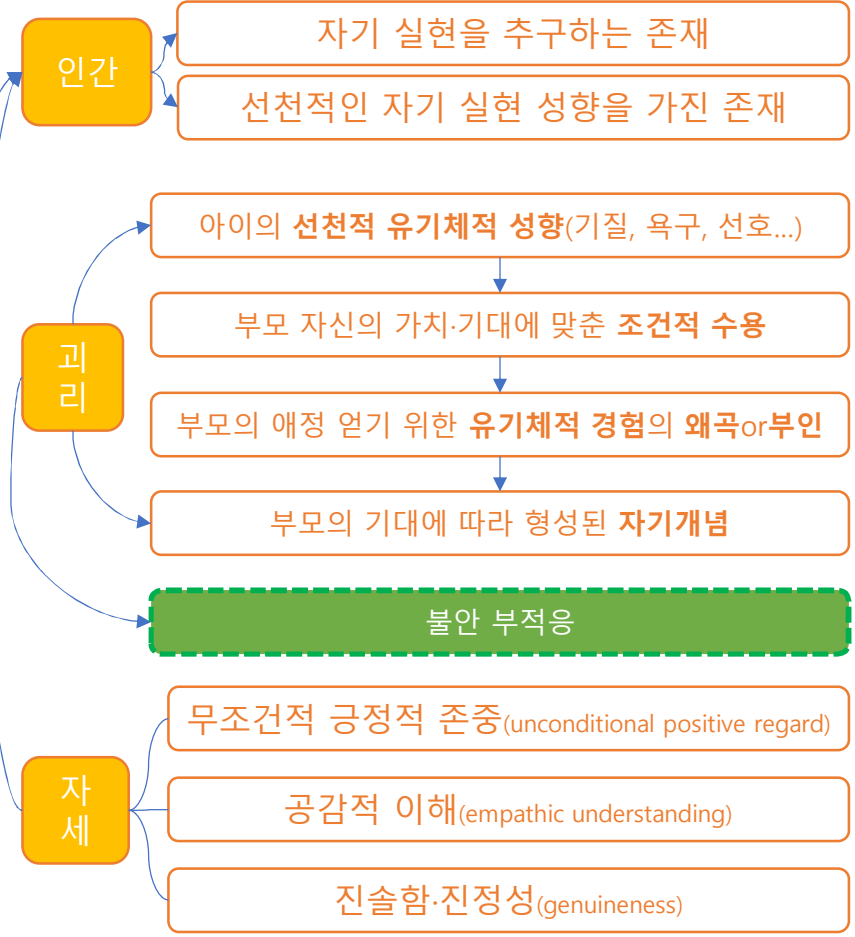 인간
자기 실현을 추구하는 존재
선천적인 자기 실현 성향을 가진 존재
괴
리
아이의 선천적 유기체적 성향(기질, 욕구, 선호...)
부모 자신의 가치·기대에 맞춘 조건적 수용
부모의 애정 얻기 위한 유기체적 경험의 왜곡or부인
부모의 기대에 따라 형성된 자기개념
불안 부적응
자
세
무조건적 긍정적 존중(unconditional positive regard)
공감적 이해(empathic understanding)
진솔함·진정성(genuineness)